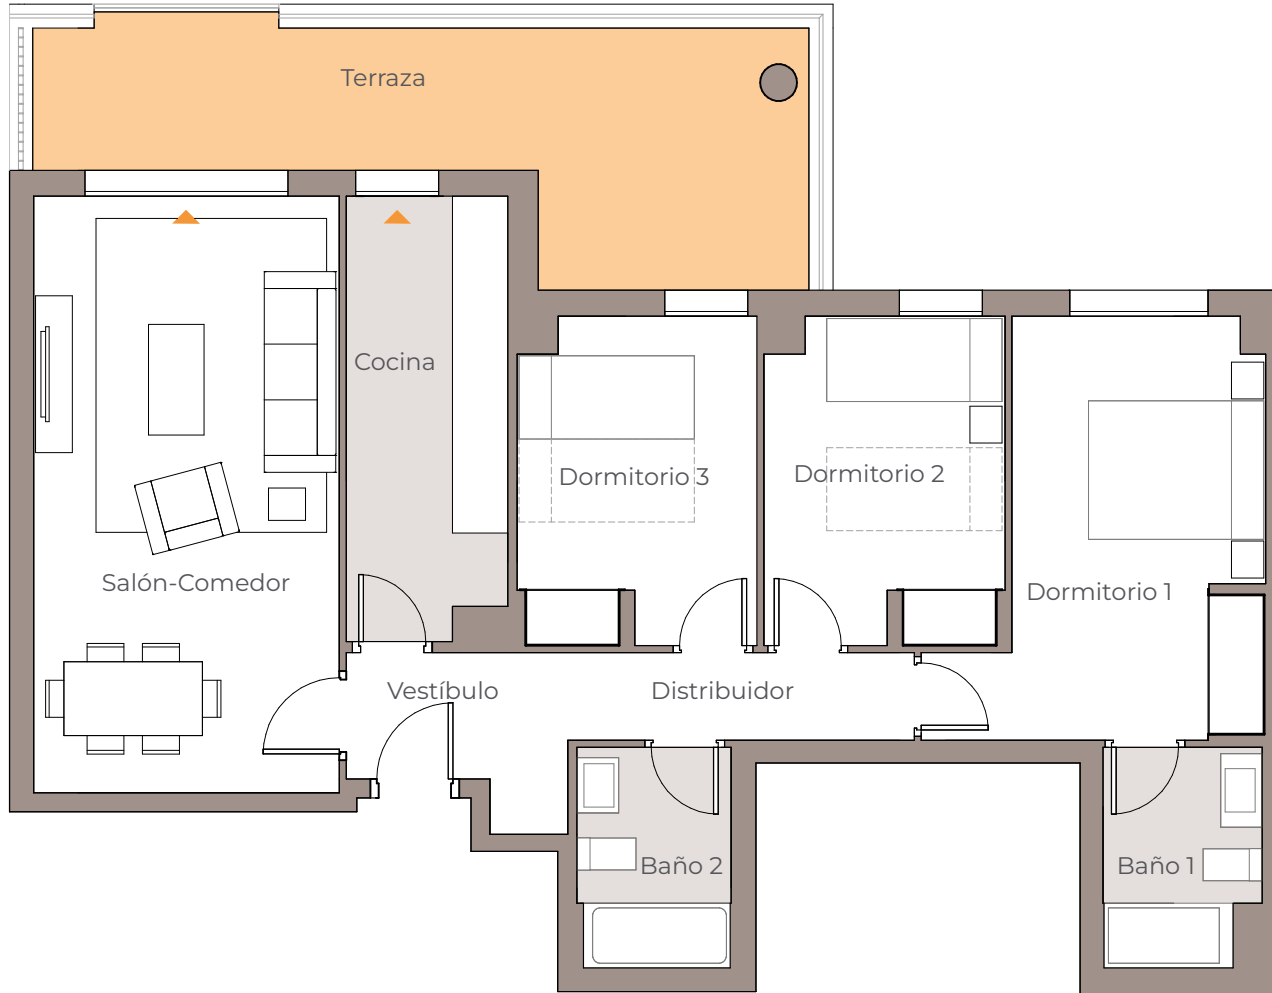 Terraza
Cocina
Dormitorio 3
Dormitorio 2
Salón-Comedor
Dormitorio 1
Vestíbulo
Distribuidor
Baño 2
Baño 1